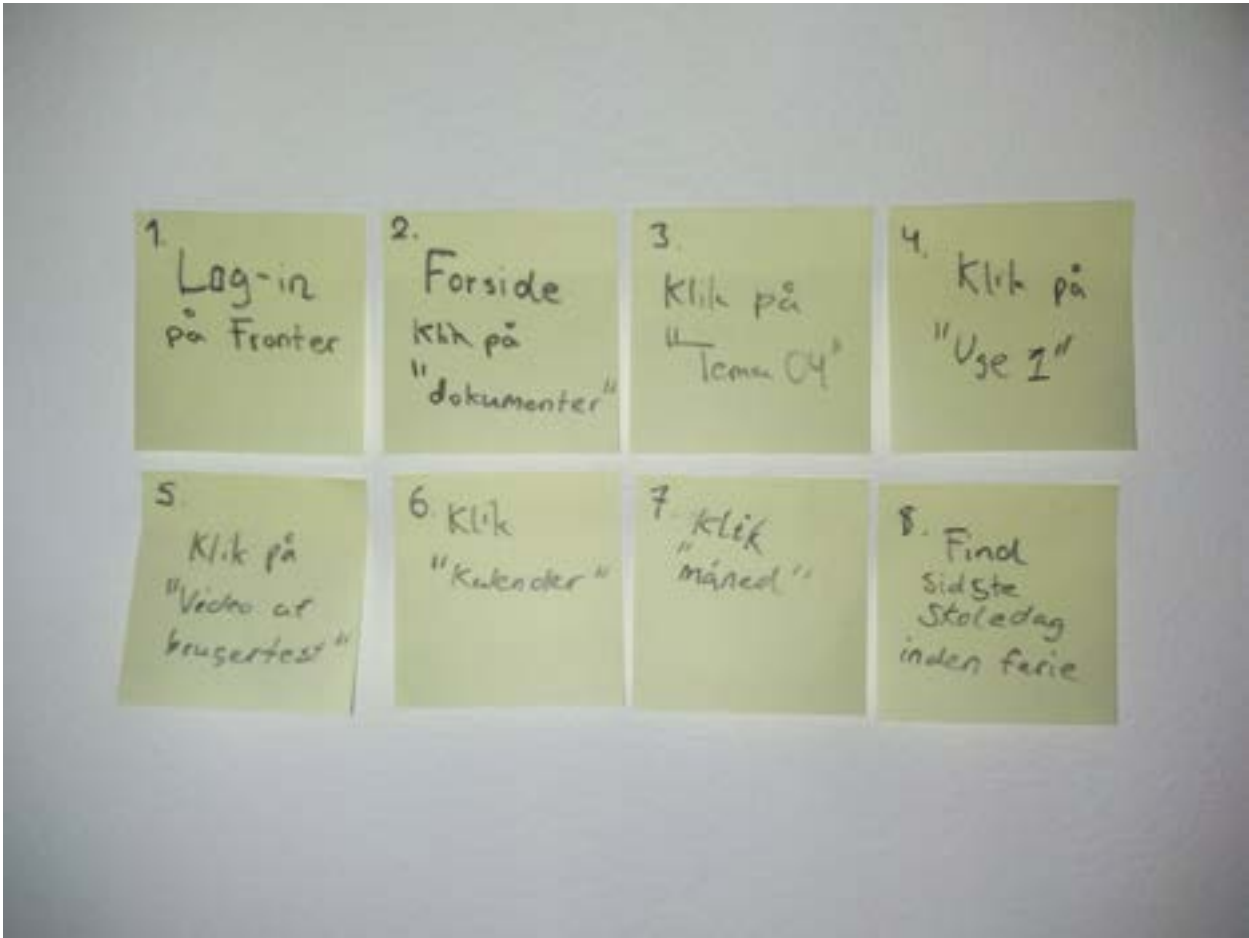 1.
Log-in
på Fronter
2.
Forside
Klik på
"dokumenter"
3.
Klik på
"Tema 04"
4.
Klik på
"Uge 1"
5.
Klik på
"Video af
brugertest"
6. Klik
"Kalender"
7. Klik
"måned"
8. Find
sidste
Skoledag
inden ferie